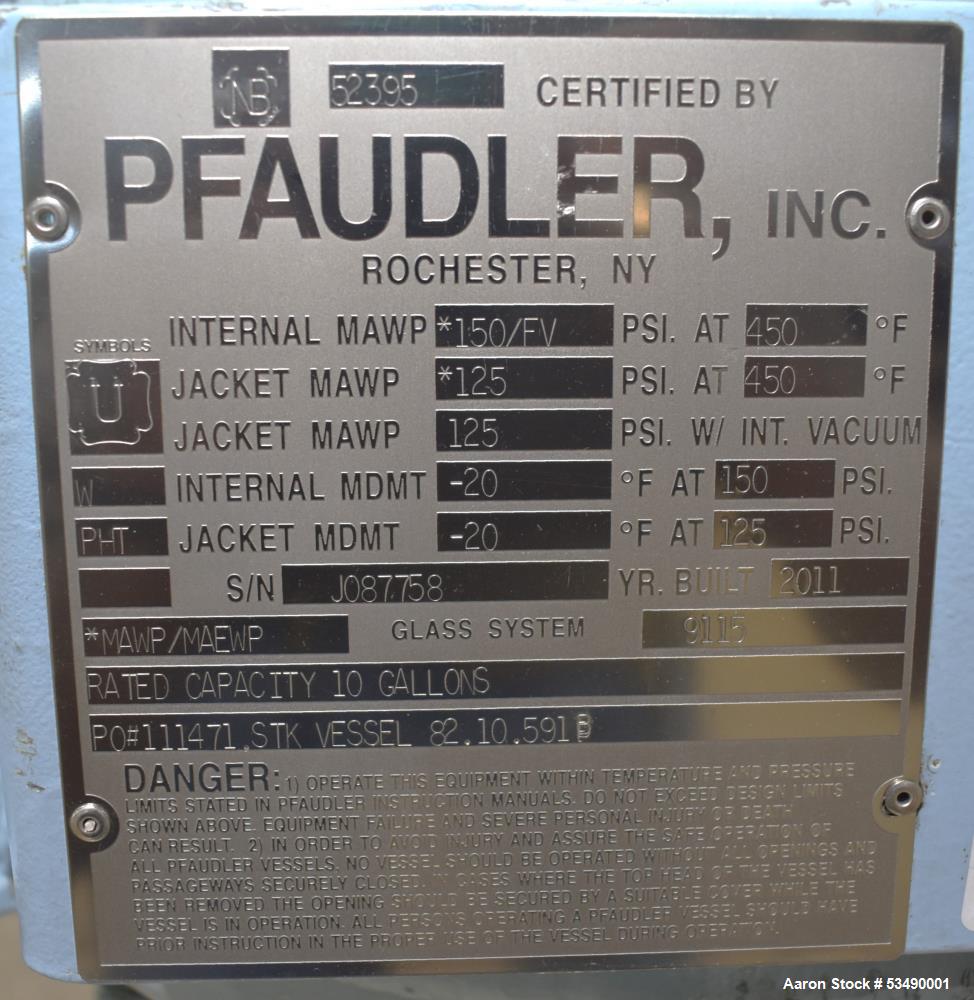 NB 52395 CERTIFIED BY
PFAUDLER, INC.
ROCHESTER, NY
INTERNAL MAWP *150/FV PSI. AT 450 °F
SYMBOLS
U
JACKET MAWP *125 PSI. AT 450 °F
JACKET MAWP 125 PSI. W/ INT. VACUUM
W INTERNAL MDMT -20 °F AT 150 PSI.
PHT JACKET MDMT -20 °F AT 125 PSI.
S/N J087758 YR. BUILT 2011
*MAWP/MAEWP GLASS SYSTEM 9115
RATED CAPACITY 10 GALLONS
PO#111471,STK VESSEL 82.10.591B
DANGER: 1) OPERATE THIS EQUIPMENT WITHIN TEMPERATURE AND PRESSURE
LIMITS STATED IN PFAUDLER INSTRUCTION MANUALS. DO NOT EXCEED DESIGN LIMITS
SHOWN ABOVE. EQUIPMENT FAILURE AND SEVERE PERSONAL INJURY OR DEATH
CAN RESULT. 2) IN ORDER TO AVOID INJURY AND ASSURE THE SAFE OPERATION OF
ALL PFAUDLER VESSELS, NO VESSEL SHOULD BE OPERATED WITHOUT ALL OPENINGS AND
PASSAGEWAYS SECURELY CLOSED. IN CASES WHERE THE TOP HEAD OF THE VESSEL HAS
BEEN REMOVED THE OPENING SHOULD BE SECURED BY A SUITABLE COVER WHILE THE
VESSEL IS IN OPERATION. ALL PERSONS OPERATING A PFAUDLER VESSEL SHOULD HAVE
PRIOR INSTRUCTION IN THE PROPER USE OF THE VESSEL DURING OPERATION.
Aaron Stock # 53490001